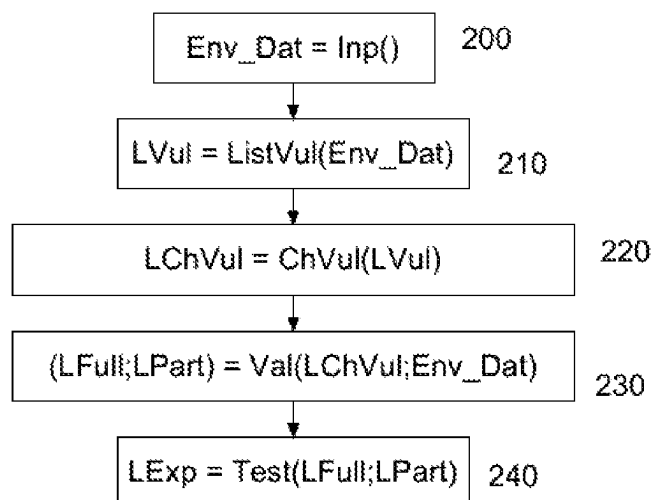 Env_Dat = Inp() 200
LVul = ListVul(Env_Dat) 210
LChVul = ChVul(LVul) 220
(LFull;LPart) = Val(LChVul;Env_Dat) 230
LExp = Test(LFull;LPart) 240